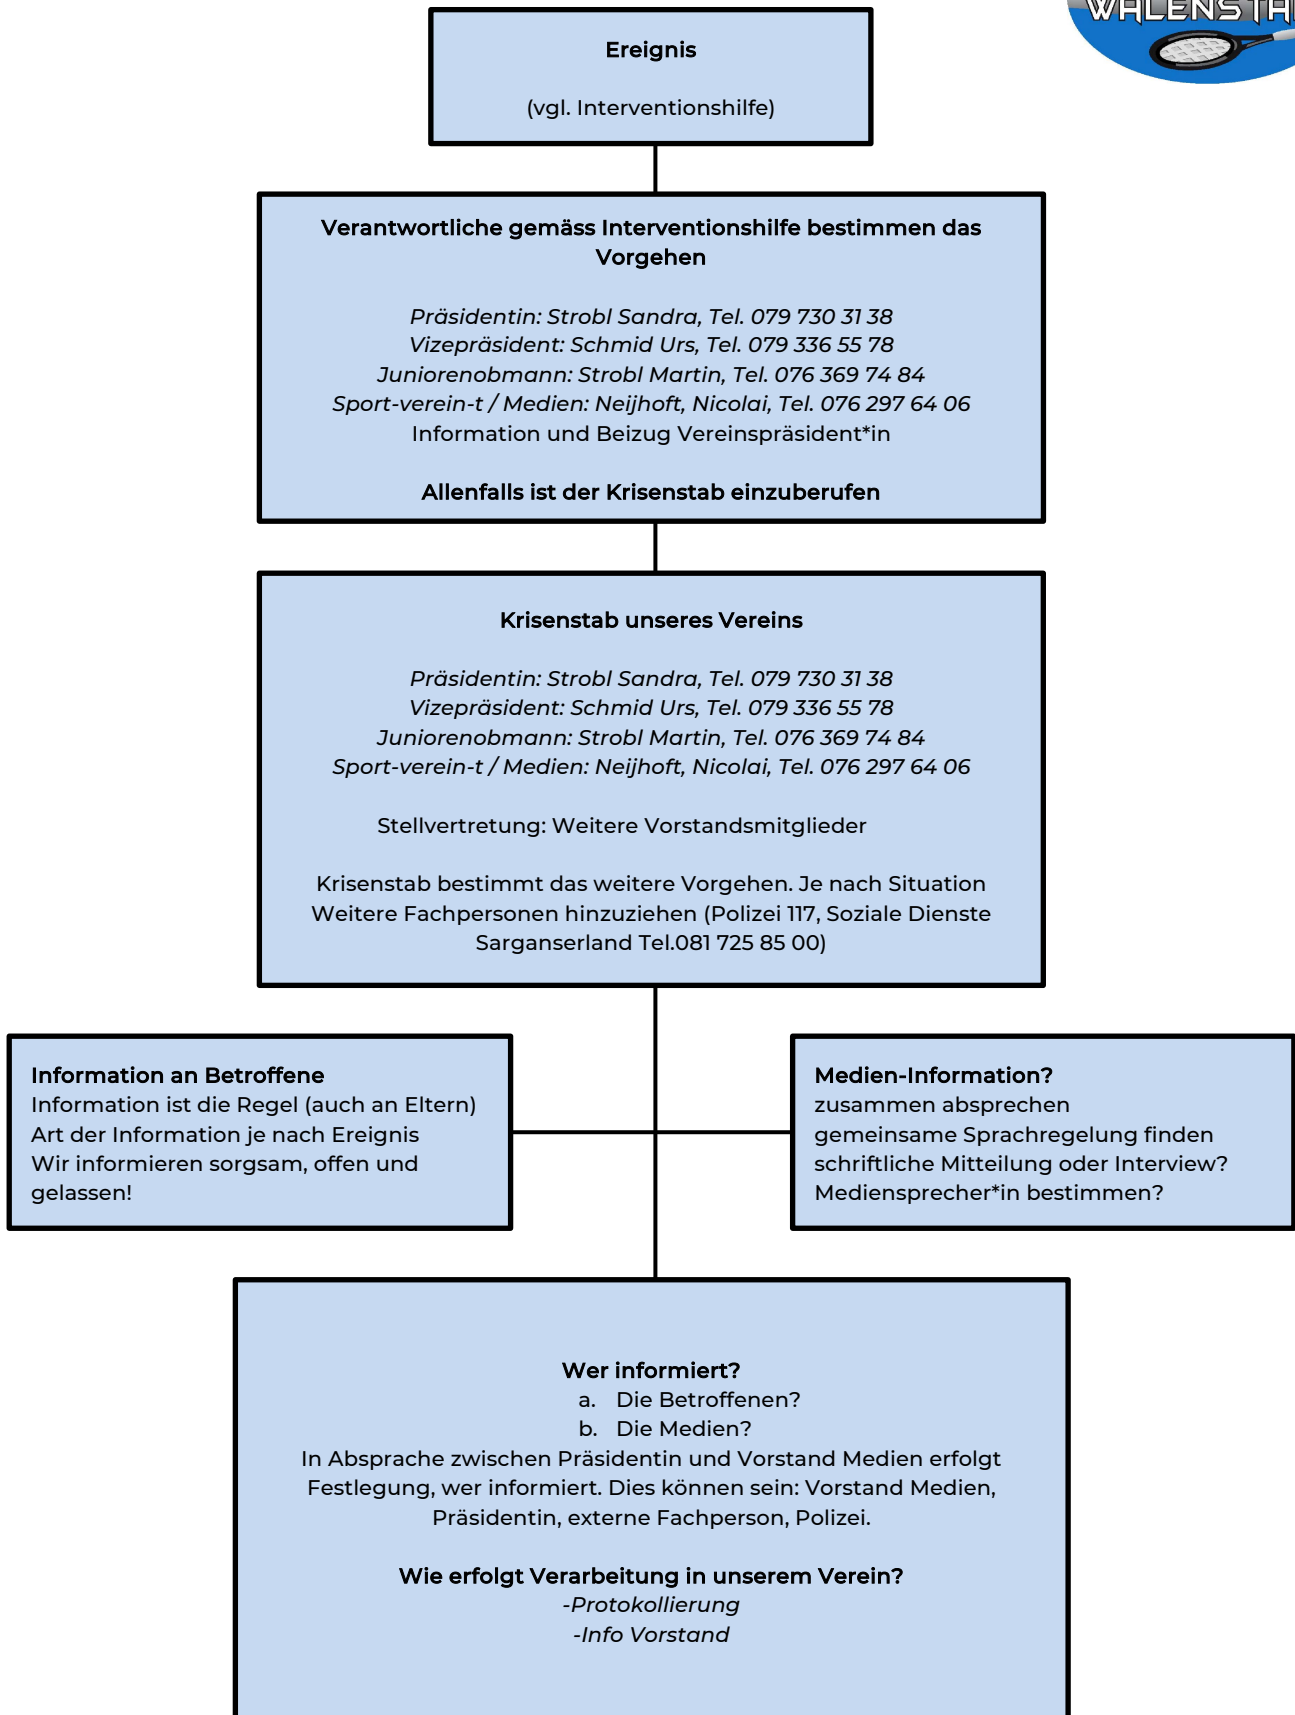 Ereignis
(vgl. Interventionshilfe)
Verantwortliche gemäss Interventionshilfe bestimmen das
Vorgehen
Präsidentin: Strobl Sandra, Tel. 079 730 31 38
Vizepräsident: Schmid Urs, Tel. 079 336 55 78
Juniorenobmann: Strobl Martin, Tel. 076 369 74 84
Sport-verein-t / Medien: Neijhoft, Nicolai, Tel. 076 297 64 06
Information und Beizug Vereinspräsident*in
Allenfalls ist der Krisenstab einzuberufen
Krisenstab unseres Vereins
Präsidentin: Strobl Sandra, Tel. 079 730 31 38
Vizepräsident: Schmid Urs, Tel. 079 336 55 78
Juniorenobmann: Strobl Martin, Tel. 076 369 74 84
Sport-verein-t / Medien: Neijhoft, Nicolai, Tel. 076 297 64 06
Stellvertretung: Weitere Vorstandsmitglieder
Krisenstab bestimmt das weitere Vorgehen. Je nach Situation
Weitere Fachpersonen hinzuziehen (Polizei 117, Soziale Dienste
Sarganserland Tel.081 725 85 00)
Information an Betroffene
Information ist die Regel (auch an Eltern)
Art der Information je nach Ereignis
Wir informieren sorgsam, offen und
gelassen!
Medien-Information?
zusammen absprechen
gemeinsame Sprachregelung finden
schriftliche Mitteilung oder Interview?
Mediensprecher*in bestimmen?
Wer informiert?
a. Die Betroffenen?
b. Die Medien?
In Absprache zwischen Präsidentin und Vorstand Medien erfolgt
Festlegung, wer informiert. Dies können sein: Vorstand Medien,
Präsidentin, externe Fachperson, Polizei.
Wie erfolgt Verarbeitung in unserem Verein?
-Protokollierung
-Info Vorstand